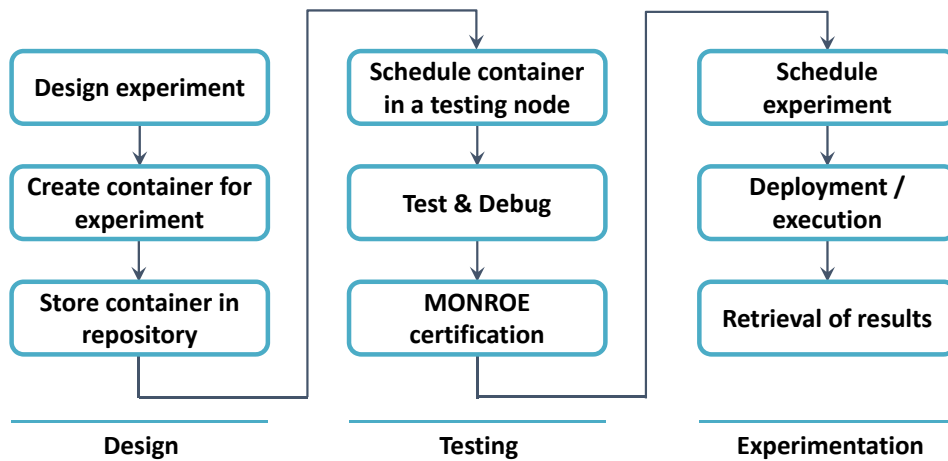 Design experiment
Create container for
experiment
Store container in
repository
Design
Schedule container
in a testing node
Test & Debug
MONROE
certification
Testing
Schedule
experiment
Deployment /
execution
Retrieval of results
Experimentation